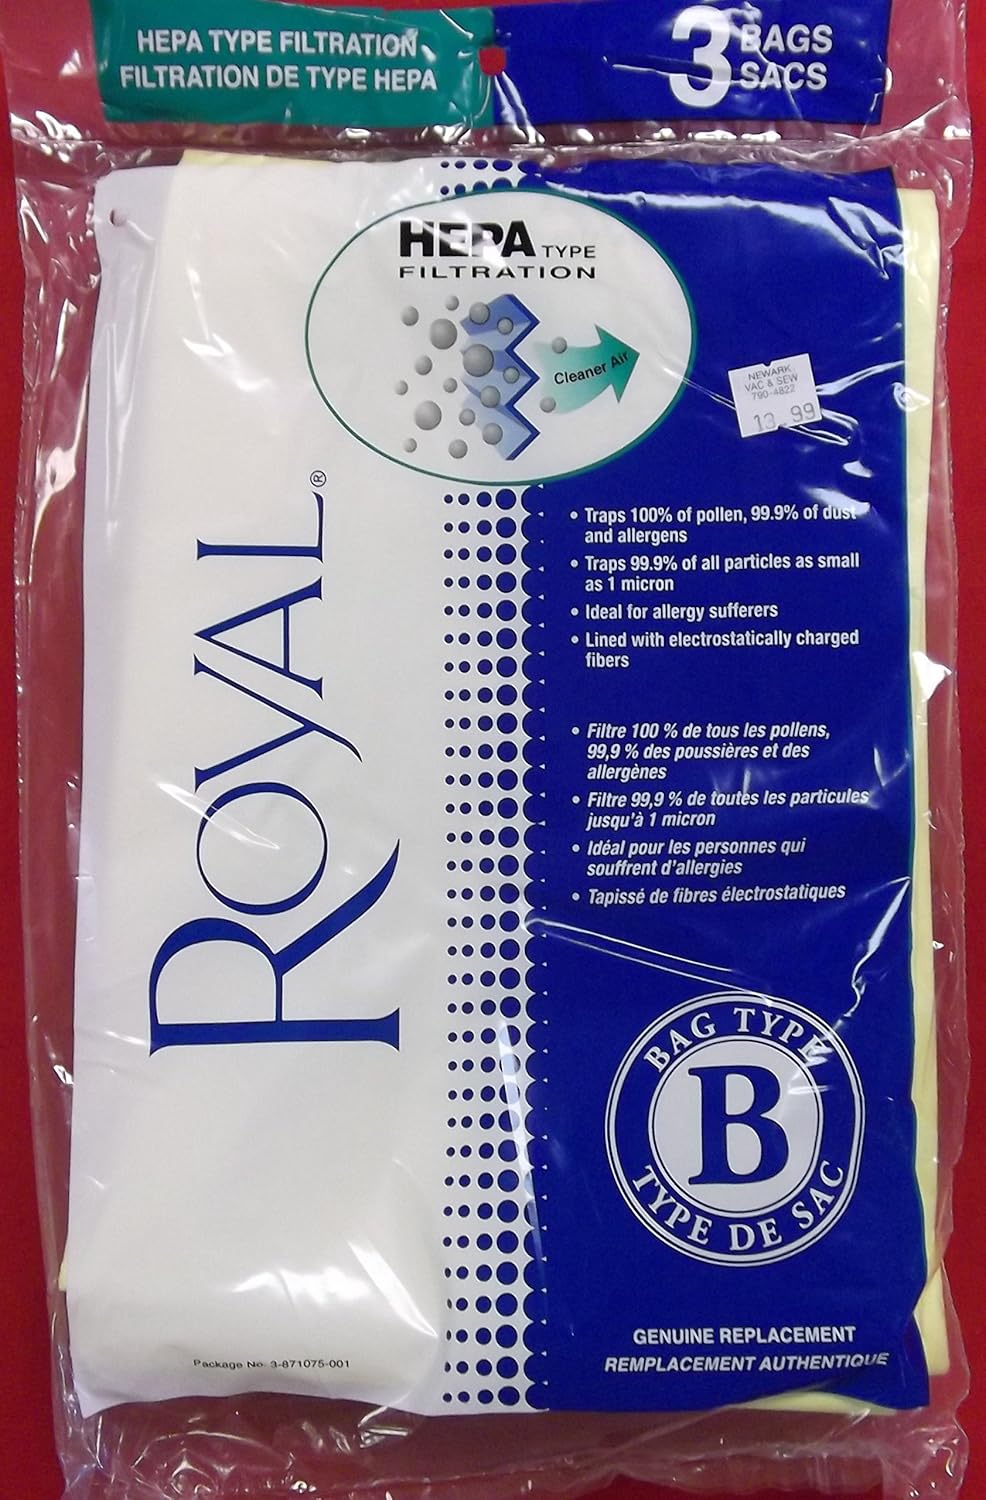 HEPA TYPE FILTRATION
FILTRATION DE TYPE HEPA
3 BAGS
SACS
HEPA TYPE
FILTRATION
Cleaner Air
NEWARK
VAC & SEW
790-4822
13.99
ROYAL®
• Traps 100% of pollen, 99.9% of dust
and allergens
• Traps 99.9% of all particles as small
as 1 micron
• Ideal for allergy sufferers
• Lined with electrostatically charged
fibers
• Filtre 100 % de tous les pollens,
99,9 % des poussières et des
allergènes
• Filtre 99,9 % de toutes les particules
jusqu'à 1 micron
• Idéal pour les personnes qui
souffrent d'allergies
• Tapissé de fibres électrostatiques
BAG TYPE
B
TYPE DE SAC
GENUINE REPLACEMENT
REMPLACEMENT AUTHENTIQUE
Package No. 3-871075-001